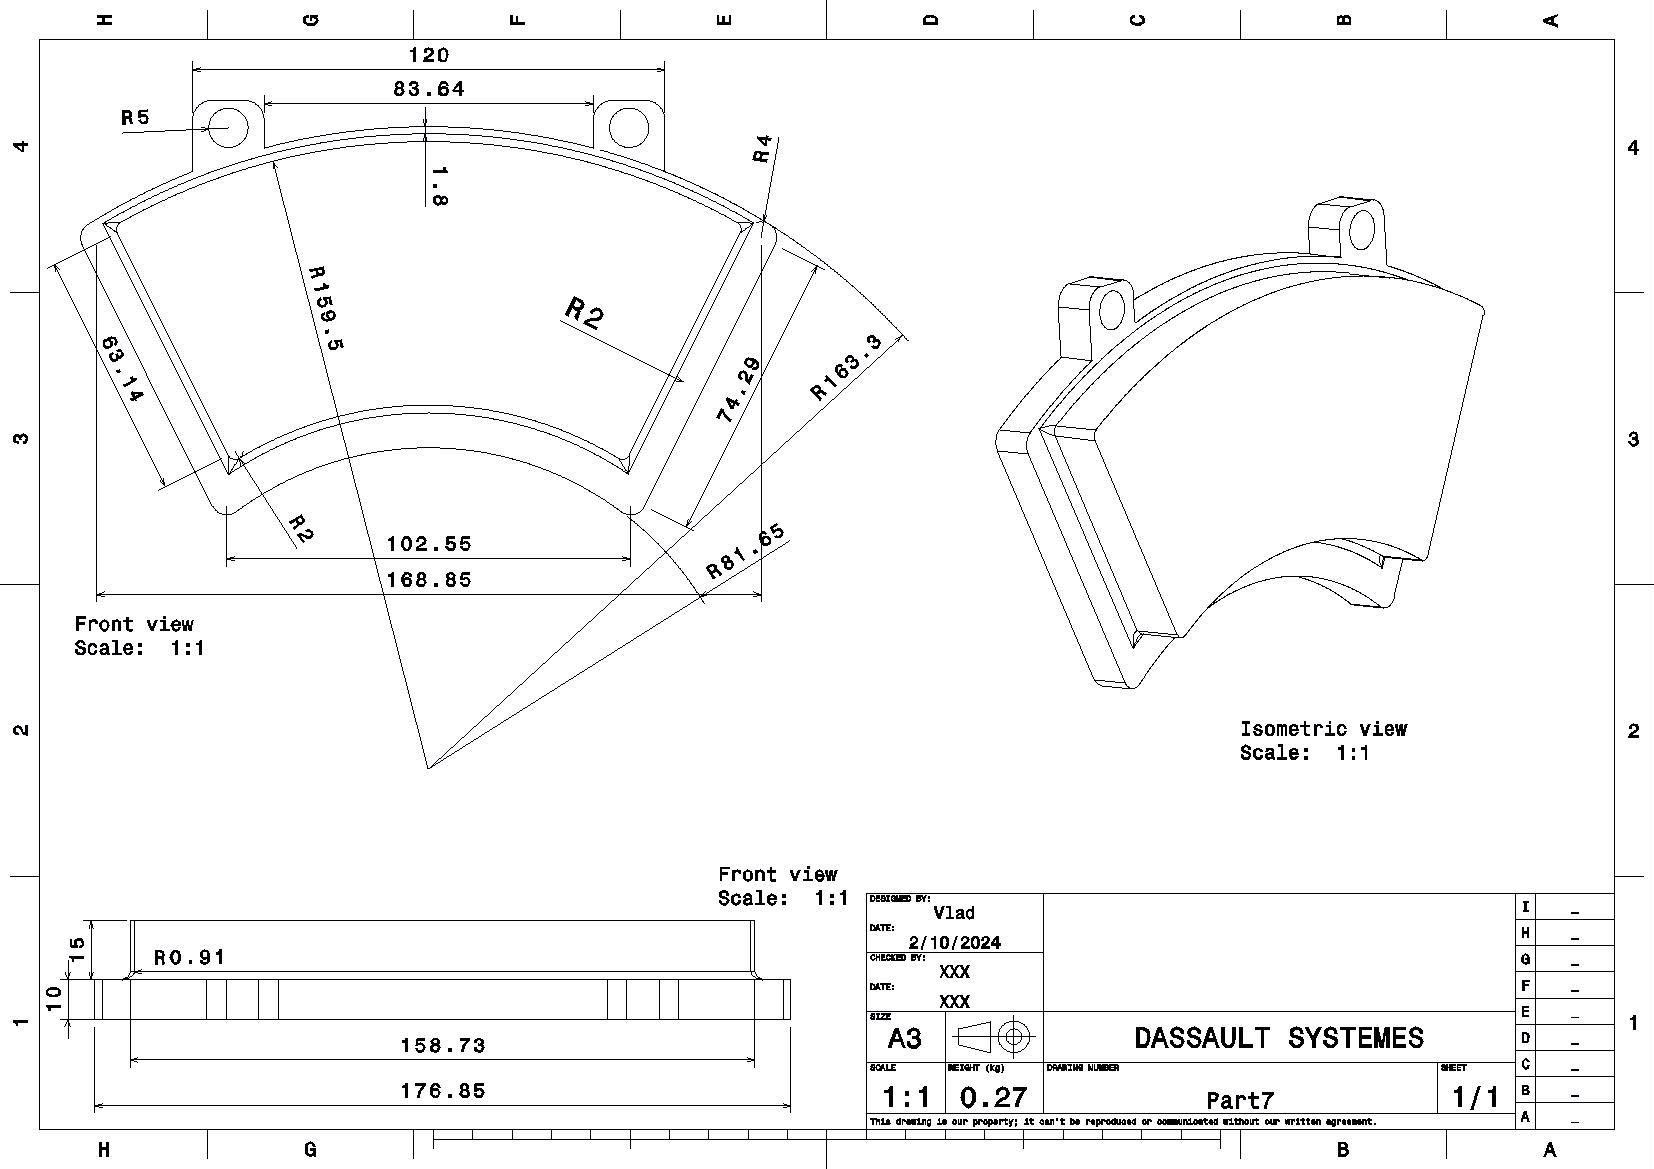 H G F E D C B A
120
83.64
R5
R4
4 4
1.8
R159.5
R2
63.14
74.29
R163.3
3 3
R2
102.55
R81.65
168.85
Front view
Scale: 1:1
Isometric view
Scale: 1:1
2 2
Front view
Scale: 1:1
15
R0.91
10
158.73
176.85
1 1
DESIGNED BY:
Vlad
DATE:
2/10/2024
CHECKED BY:
XXX
DATE:
XXX
SIZE
A3
DASSAULT SYSTEMES
SCALE
1:1
WEIGHT (kg)
0.27
DRAWING NUMBER
Part7
SHEET
1/1
This drawing is our property; it can't be reproduced or communicated without our written agreement.
I _
H _
G _
F _
E _
D _
C _
B _
A _
H G B A